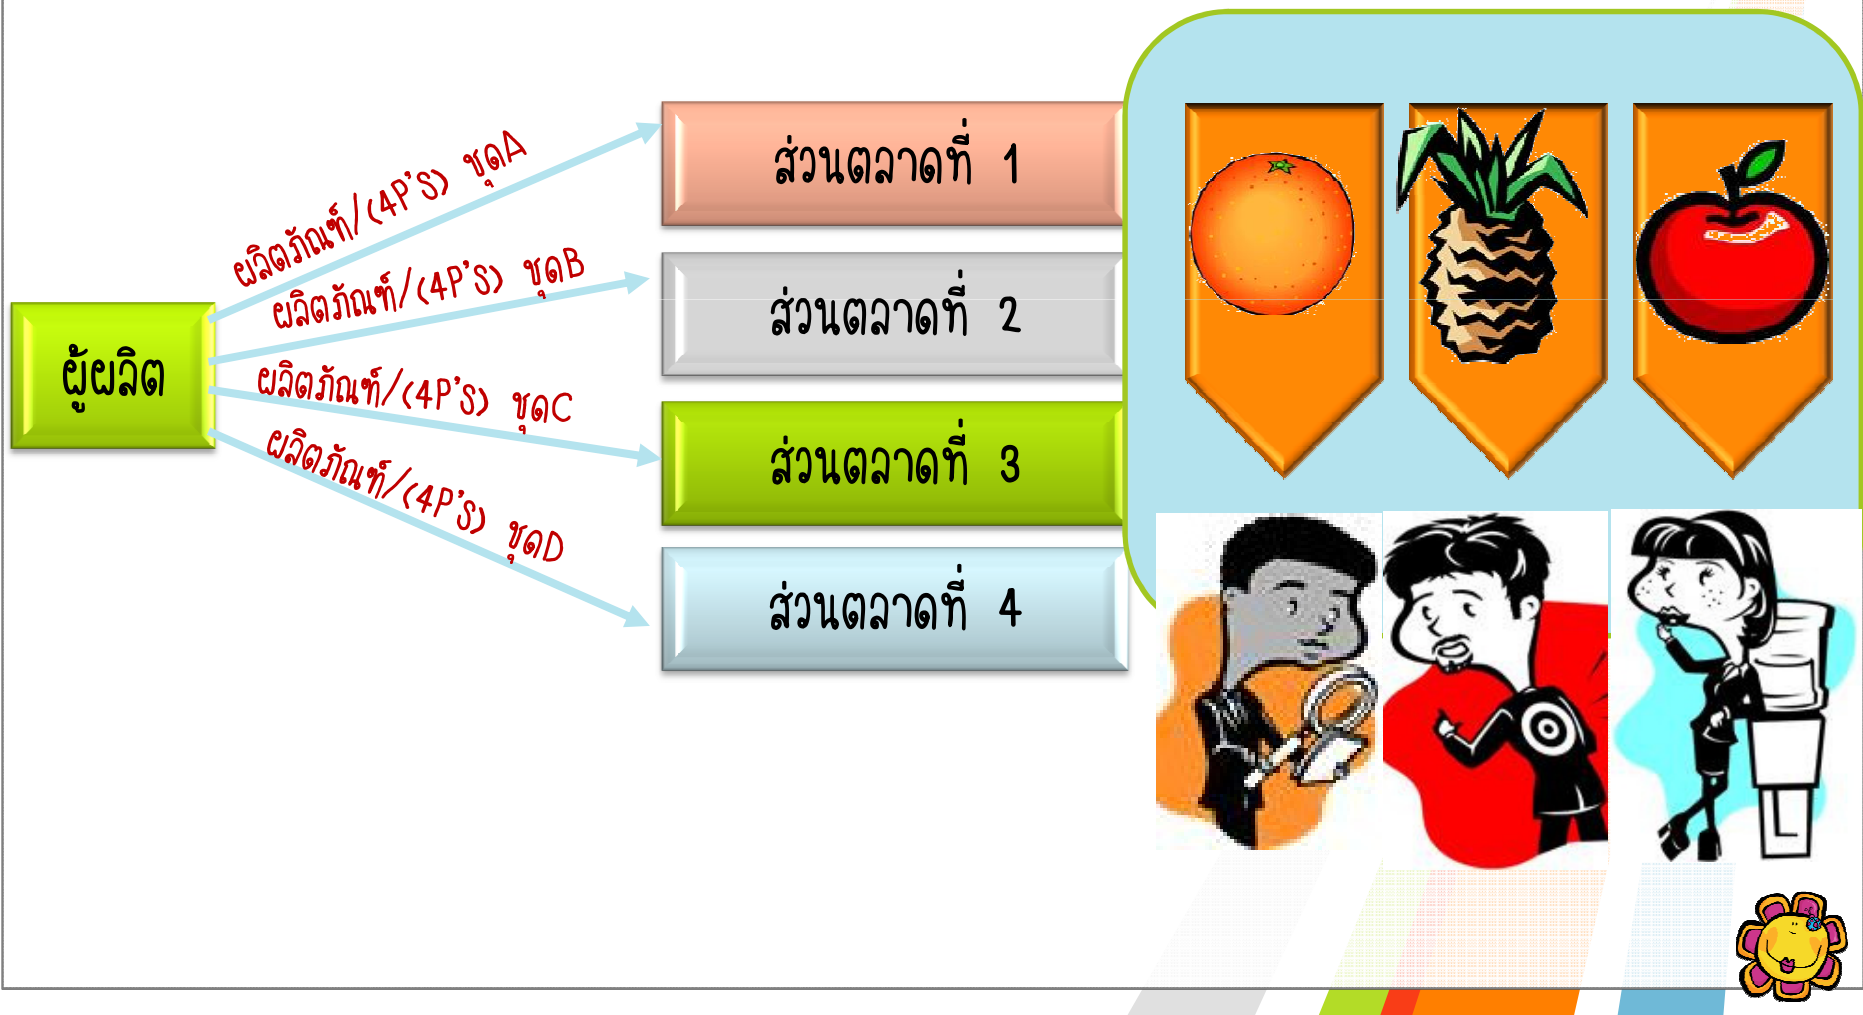 ผู้ผลิต
ผลิตภัณฑ์/(4P'S) ชุดA
ผลิตภัณฑ์/(4P'S) ชุดB
ผลิตภัณฑ์/(4P'S) ชุดC
ผลิตภัณฑ์/(4P'S) ชุดD
ส่วนตลาดที่ 1
ส่วนตลาดที่ 2
ส่วนตลาดที่ 3
ส่วนตลาดที่ 4